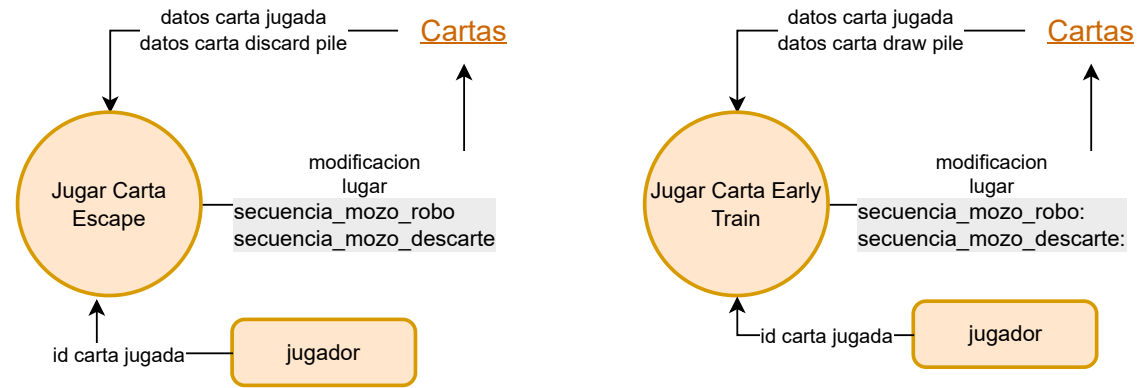 datos carta jugada
datos carta discard pile
Cartas
Jugar Carta
Escape
modificacion
lugar
secuencia_mozo_robo
secuencia_mozo_descarte
id carta jugada
jugador
datos carta jugada
datos carta draw pile
Cartas
Jugar Carta Early
Train
modificacion
lugar
secuencia_mozo_robo:
secuencia_mozo_descarte:
id carta jugada
jugador